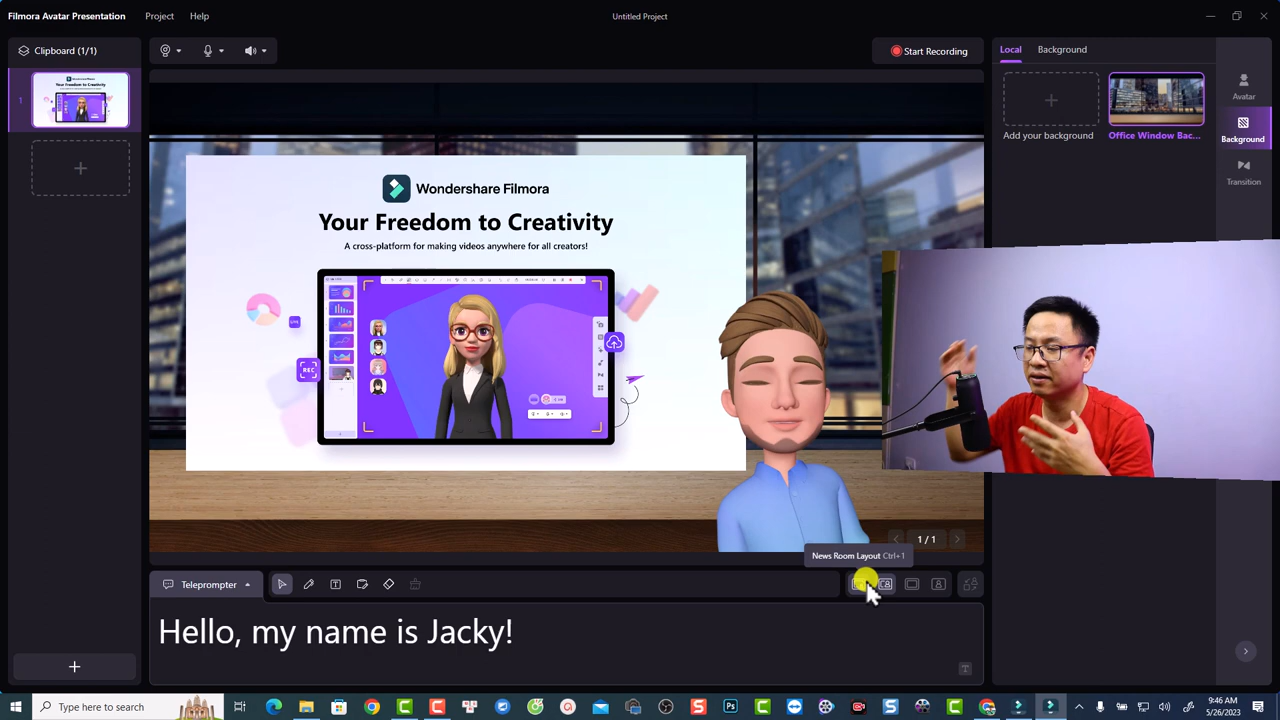 Filmora Avatar Presentation
Project
Help
Untitled Project
Clipboard (1/1)
Start Recording
Local
Background
1
Add your background
Office Window Bac...
Avatar
Background
Transition
Wondershare Filmora
Your Freedom to Creativity
A cross-platform for making videos anywhere for all creators!
REC
1 / 1
News Room Layout Ctrl+1
Teleprompter
Hello, my name is Jacky!
Type here to search
9:46 AM
5/26/2023